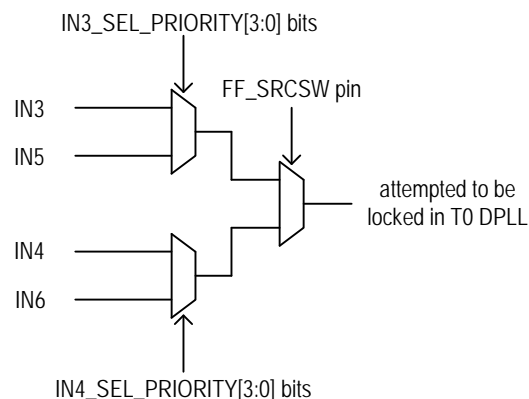 IN3_SEL_PRIORITY[3:0] bits
FF_SRCSW pin
IN3
IN5
attempted to be
locked in T0 DPLL
IN4
IN6
IN4_SEL_PRIORITY[3:0] bits